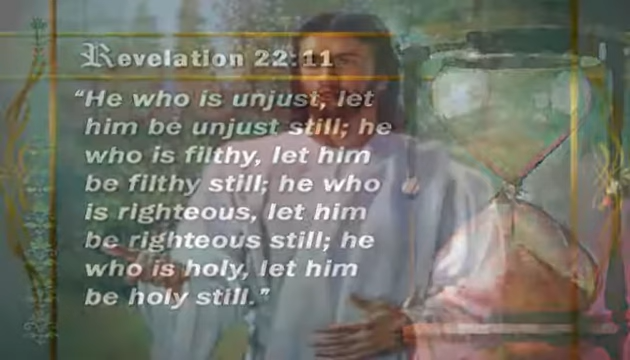 Revelation 22:11
"He who is unjust, let
him be unjust still; he
who is filthy, let him
be filthy still; he who
is righteous, let him
be righteous still; he
who is holy, let him
be holy still."